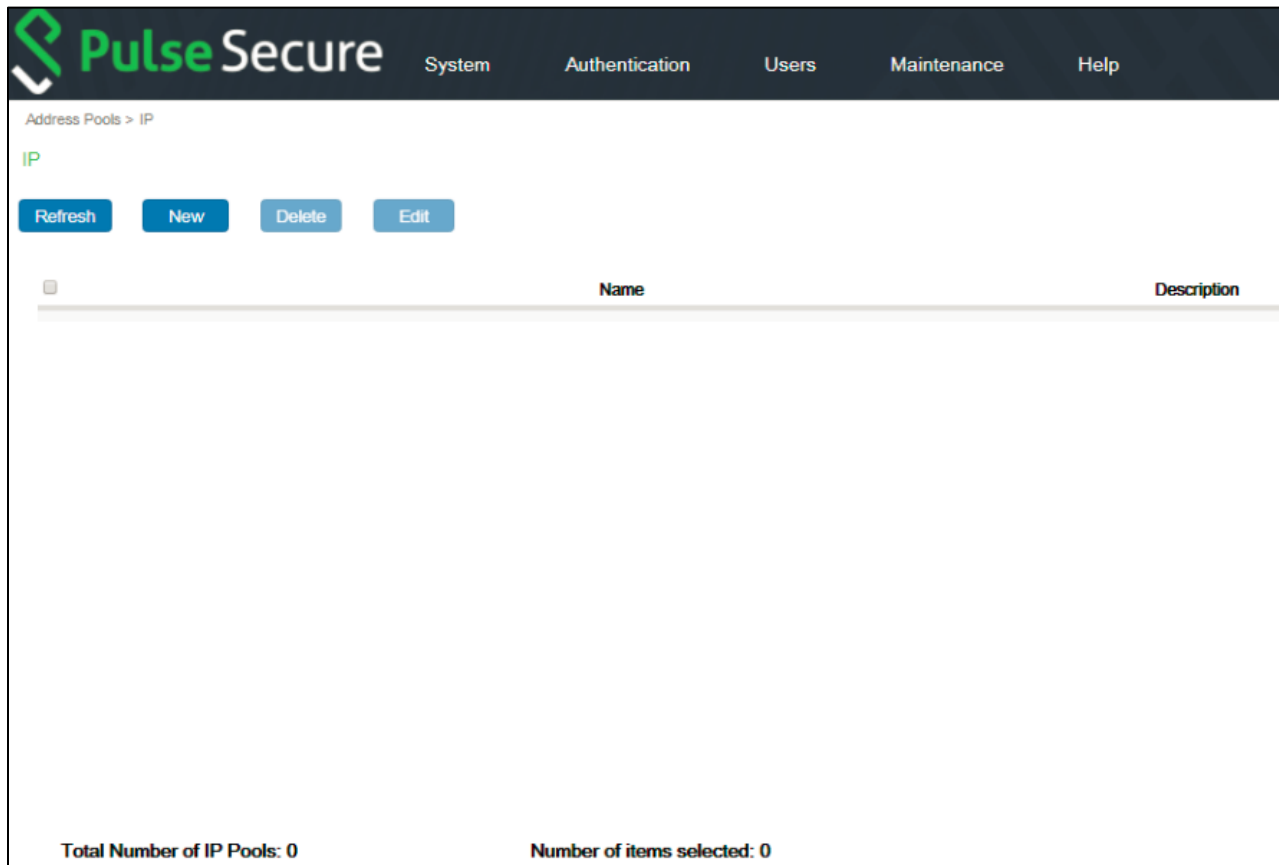 Pulse Secure System Authentication Users Maintenance Help
Address Pools > IP
IP
Refresh New Delete Edit
Name Description
Total Number of IP Pools: 0 Number of items selected: 0